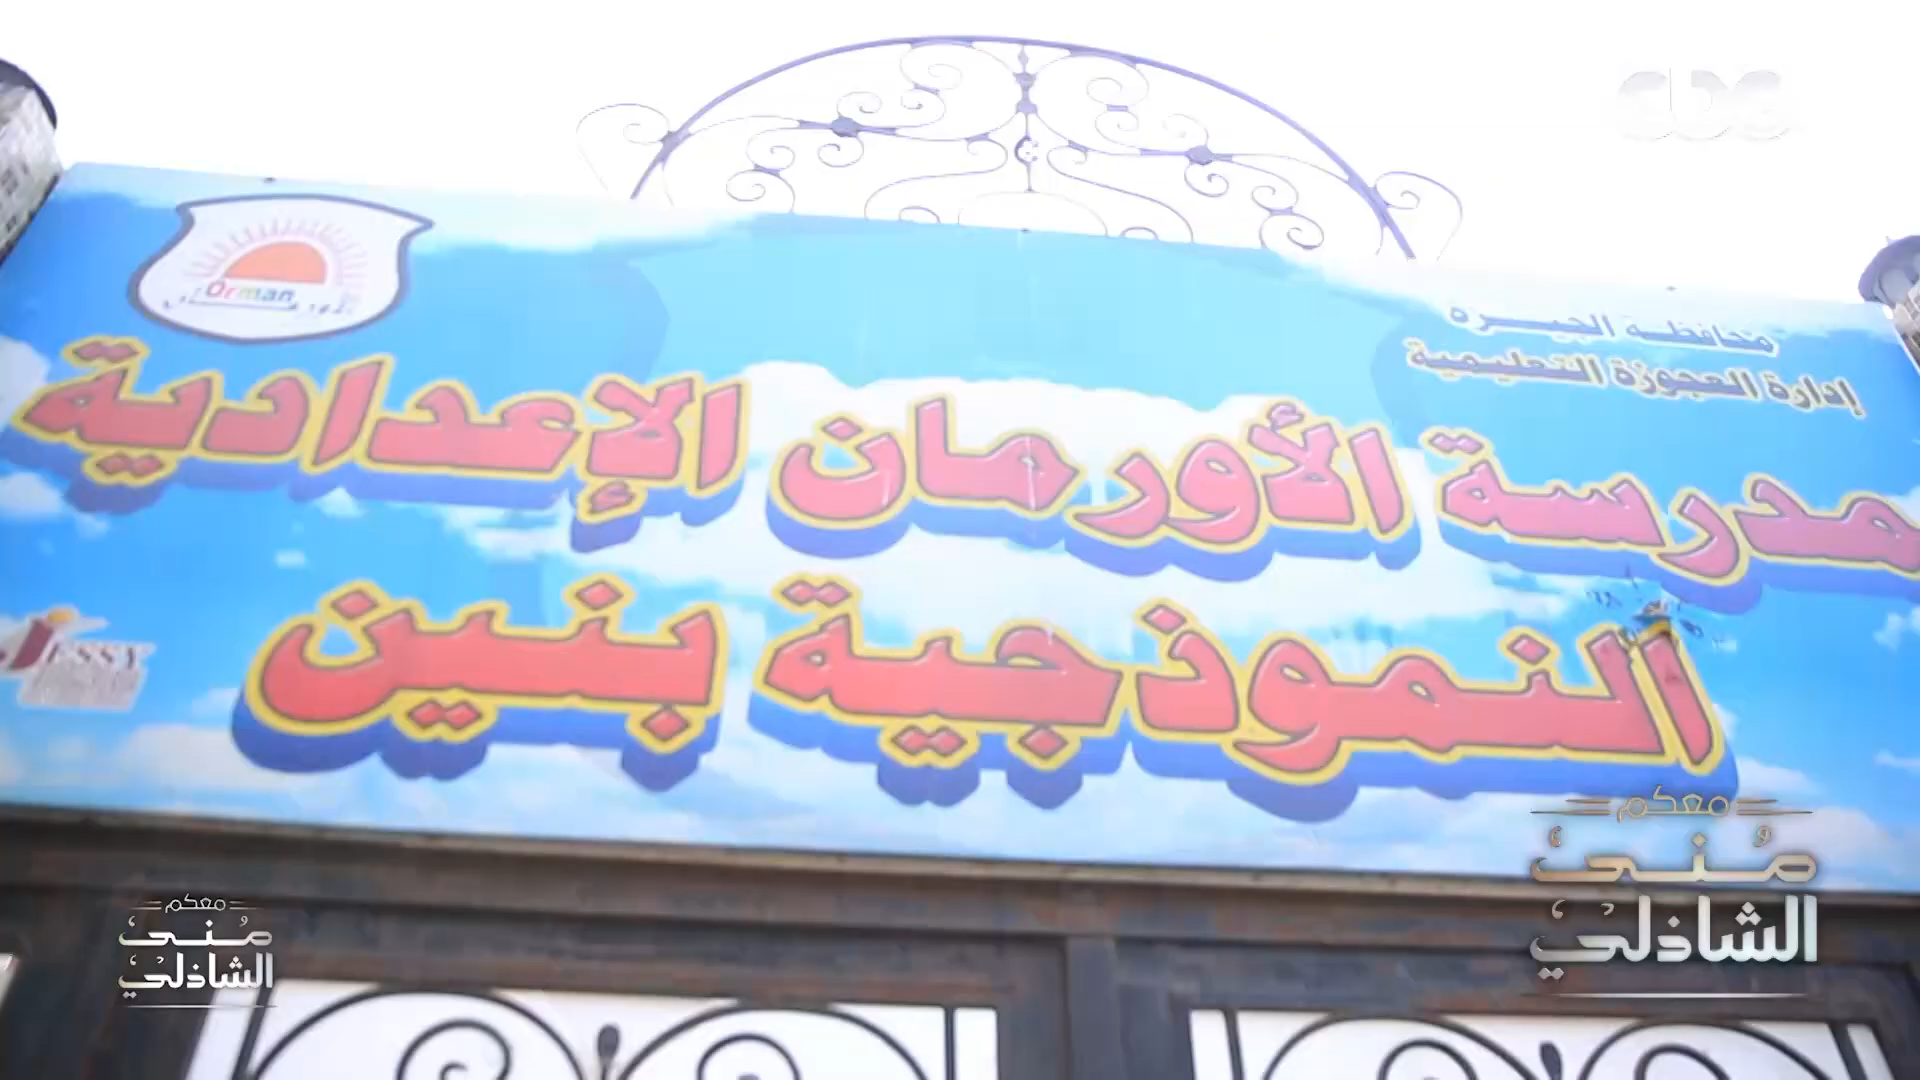 cbc
محافظة الجيزة
إدارة العجوزة التعليمية
Orman
مدرسة الأورمان الإعدادية
النموذجية بنين
JESSY
معكم
منى
الشاذلي
معكم
منى
الشاذلي